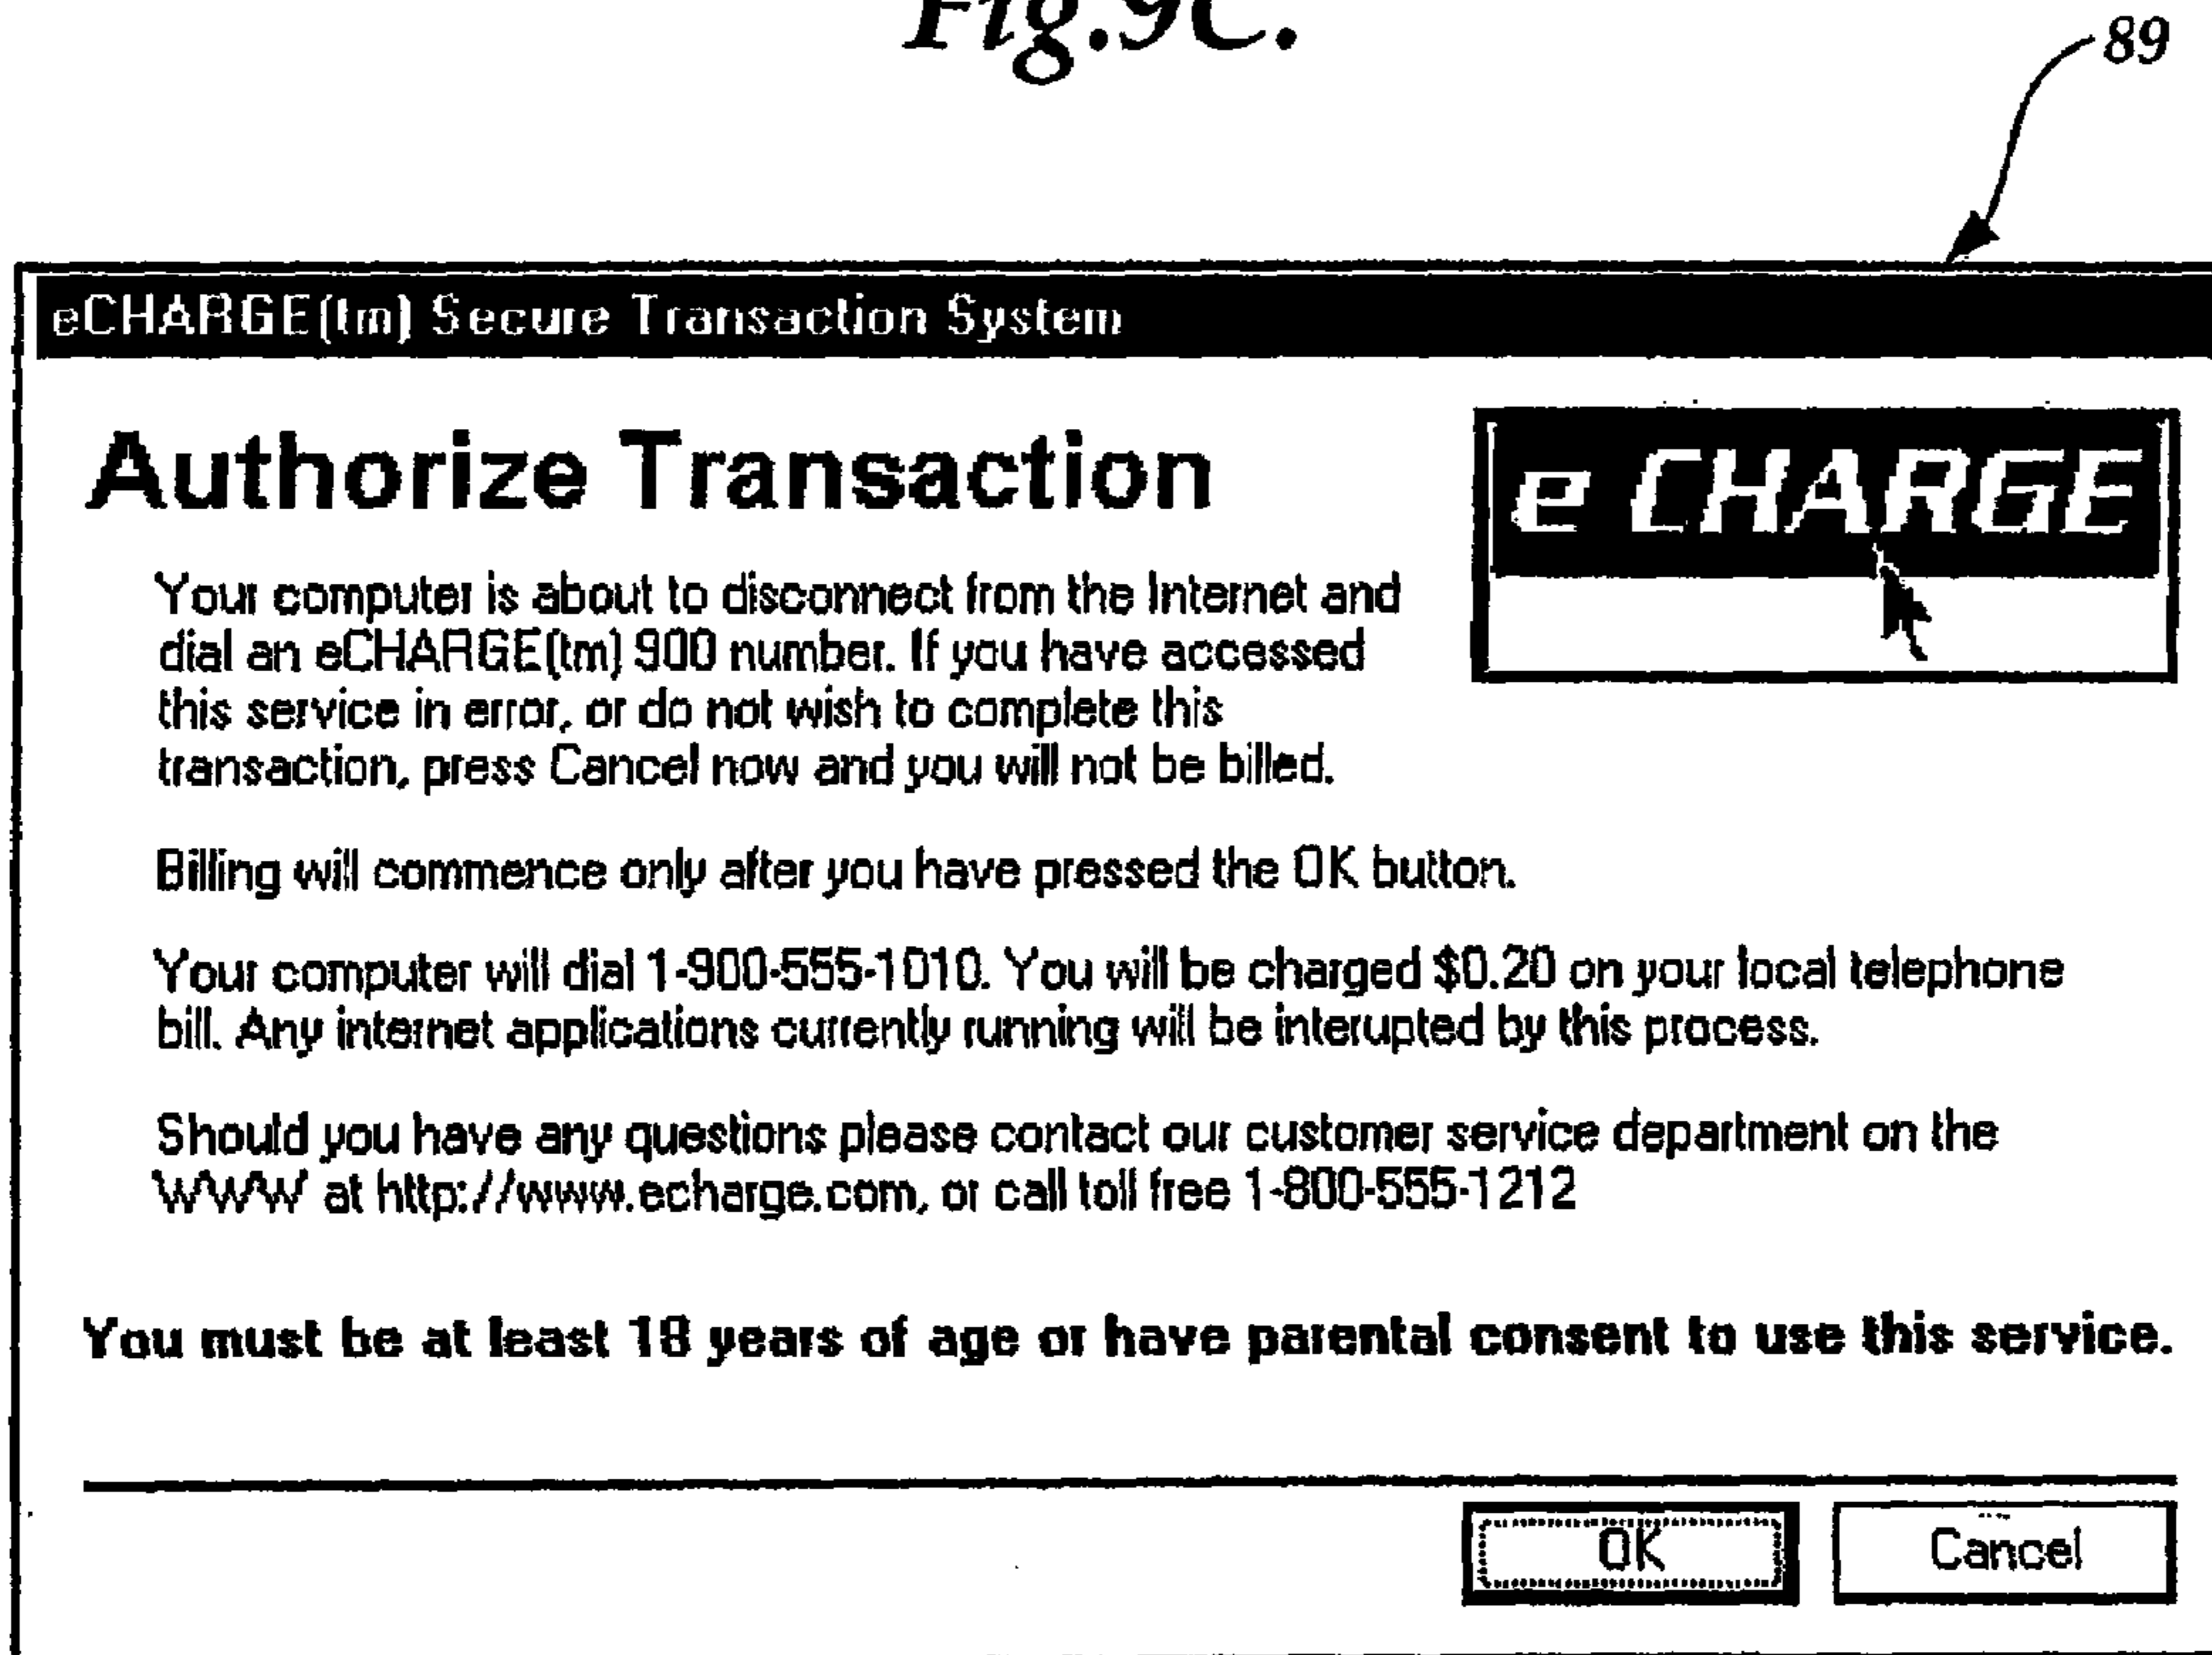 Fig.9C.
89
eCHARGE(tm) Secure Transaction System
Authorize Transaction
e CHARGE
Your computer is about to disconnect from the Internet and
dial an eCHARGE(tm) 900 number. If you have accessed
this service in error, or do not wish to complete this
transaction, press Cancel now and you will not be billed.
Billing will commence only after you have pressed the OK button.
Your computer will dial 1-900-555-1010. You will be charged $0.20 on your local telephone
bill. Any internet applications currently running will be interupted by this process.
Should you have any questions please contact our customer service department on the
WWW at http://www.echarge.com, or call toll free 1-800-555-1212
You must be at least 18 years of age or have parental consent to use this service.
OK
Cancel